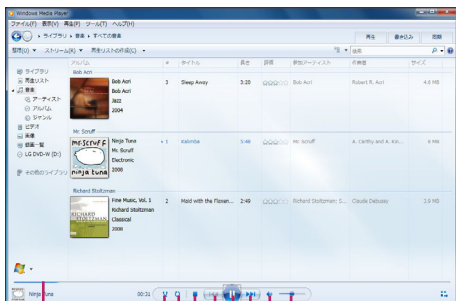 Windows Media Player
ファイル(F) 表示(V) 再生(P) ツール(T) ヘルプ(H)
ライブラリ ▸ 音楽 ▸ すべての音楽
再生 書き込み 同期
整理(O) ストリーム(R) 再生リストの作成(C)
検索
アルバム # タイトル 長さ 評価 参加アーティスト 作曲者 サイズ
ライブラリ
再生リスト
音楽
アーティスト
アルバム
ジャンル
ビデオ
画像
録画一覧
LG DVD-W (D:)
その他のライブラリ
Bob Acri
Bob Acri 3 Sleep Away 3:20 Bob Acri Robert R. Acri 4.6 MB
Bob Acri
Jazz
2004
Mr. Scruff
Ninja Tuna 1 Kalimba 5:48 Mr. Scruff A. Carthy and A. Kin... 8 MB
Mr. Scruff
Electronic
2008
mr.scruff
ninja tuna
Richard Stoltzman
Fine Music, Vol. 1 2 Maid with the Flaxen... 2:49 Richard Stoltzman; S... Claude Debussy 3.9 MB
Richard Stoltzman
Classical
2008
RICHARD
STOLTZMAN
Ninja Tuna 00:31